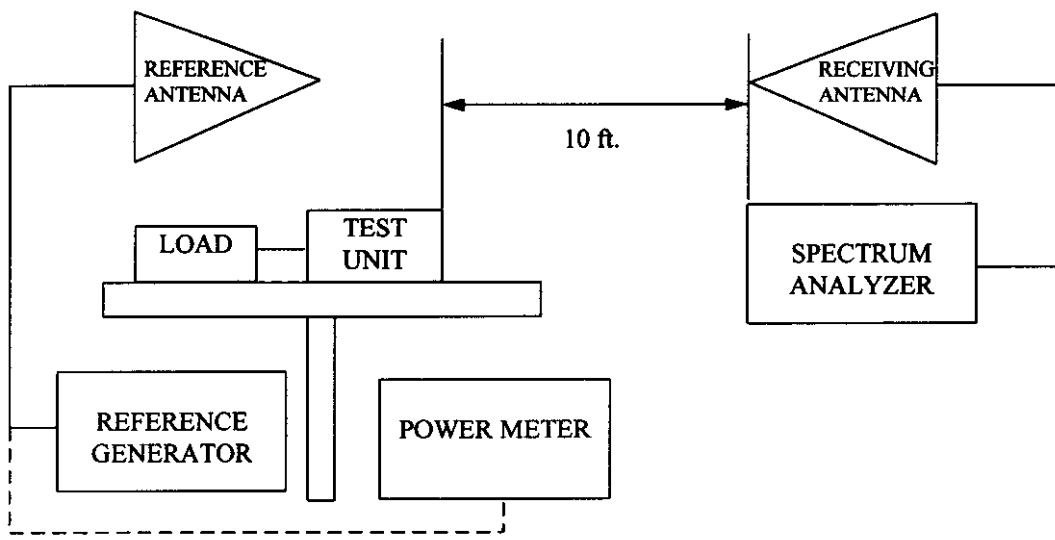 REFERENCE
ANTENNA
RECEIVING
ANTENNA
10 ft.
LOAD
TEST
UNIT
SPECTRUM
ANALYZER
REFERENCE
GENERATOR
POWER METER